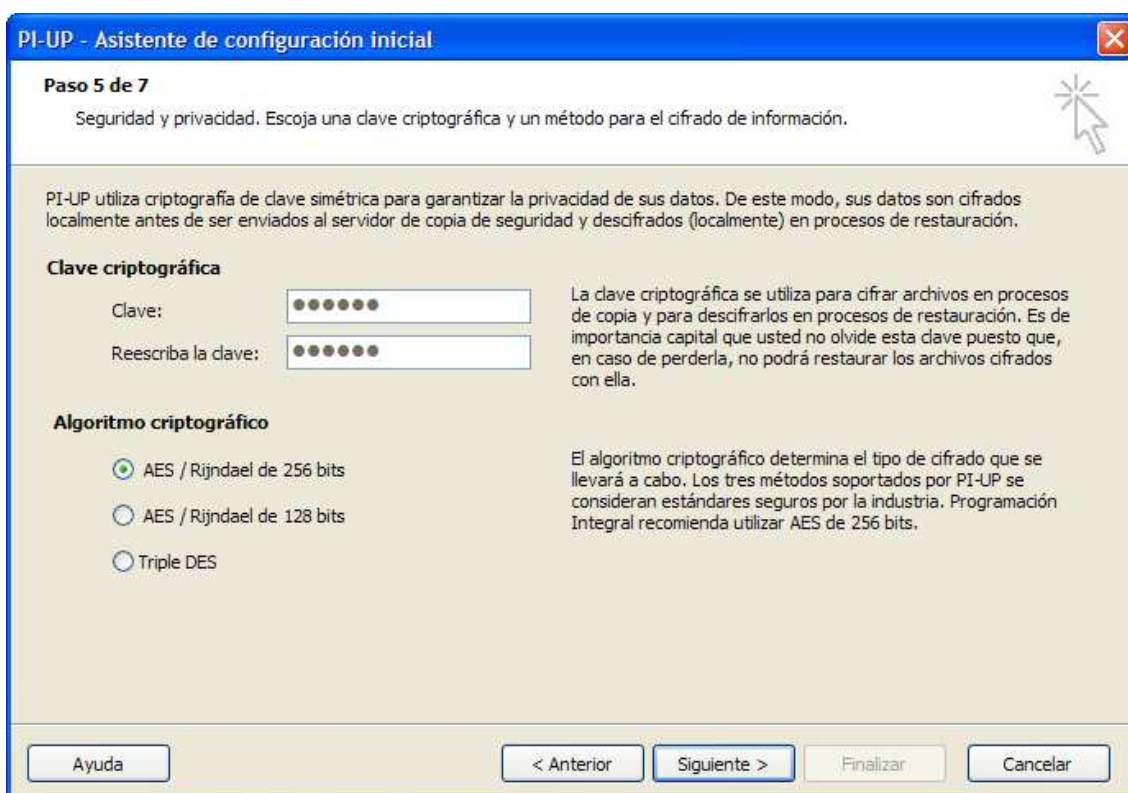 PI-UP - Asistente de configuración inicial
Paso 5 de 7
Seguridad y privacidad. Escoja una clave criptográfica y un método para el cifrado de información.
PI-UP utiliza criptografía de clave simétrica para garantizar la privacidad de sus datos. De este modo, sus datos son cifrados
localmente antes de ser enviados al servidor de copia de seguridad y descifrados (localmente) en procesos de restauración.
Clave criptográfica
Clave:
Reescriba la clave:
La clave criptográfica se utiliza para cifrar archivos en procesos
de copia y para descifrarlos en procesos de restauración. Es de
importancia capital que usted no olvide esta clave puesto que,
en caso de perderla, no podrá restaurar los archivos cifrados
con ella.
Algoritmo criptográfico
AES / Rijndael de 256 bits
AES / Rijndael de 128 bits
Triple DES
El algoritmo criptográfico determina el tipo de cifrado que se
llevará a cabo. Los tres métodos soportados por PI-UP se
consideran estándares seguros por la industria. Programación
Integral recomienda utilizar AES de 256 bits.
Ayuda
< Anterior
Siguiente >
Finalizar
Cancelar